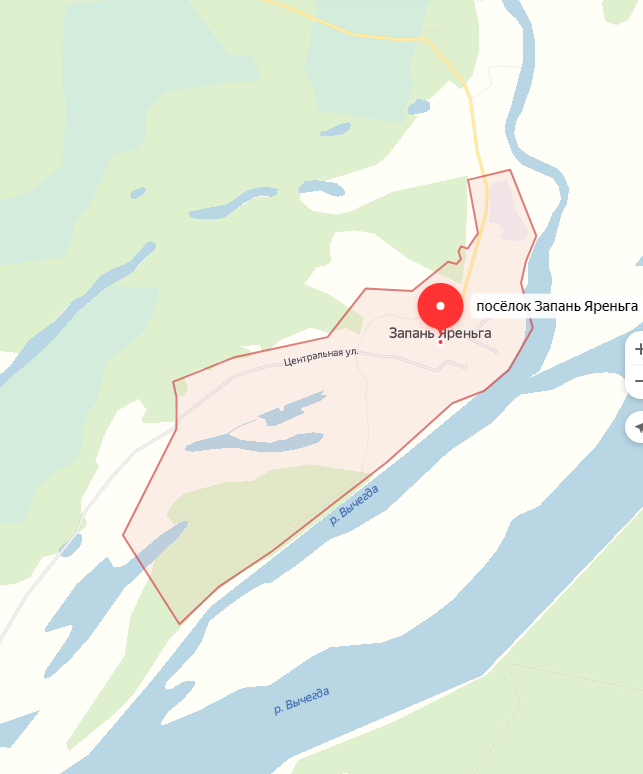 посёлок Запань Яреньга
Запань Яреньга
Центральная ул.
р. Вычегда
р. Вычегда